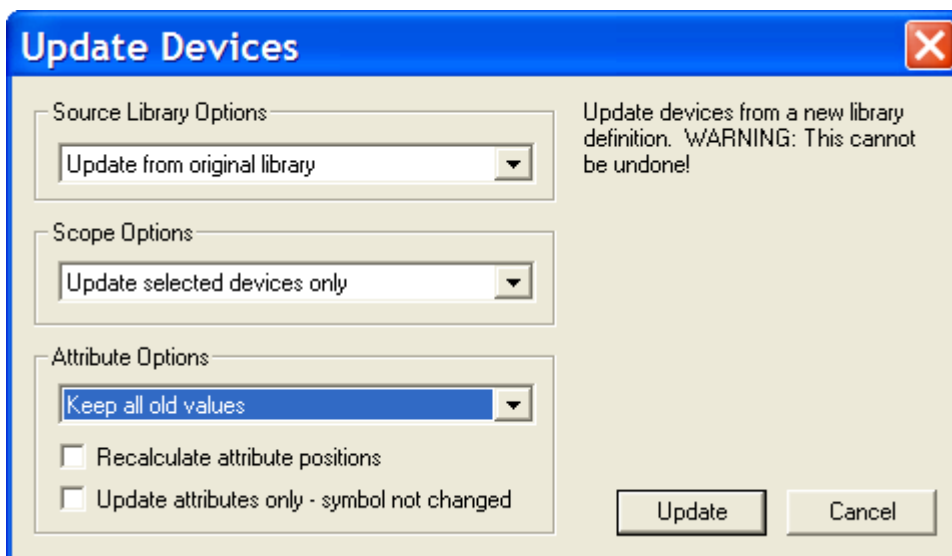 Update Devices
Source Library Options
Update from original library
Update devices from a new library
definition.  WARNING: This cannot
be undone!
Scope Options
Update selected devices only
Attribute Options
Keep all old values
Recalculate attribute positions
Update attributes only - symbol not changed
Update
Cancel